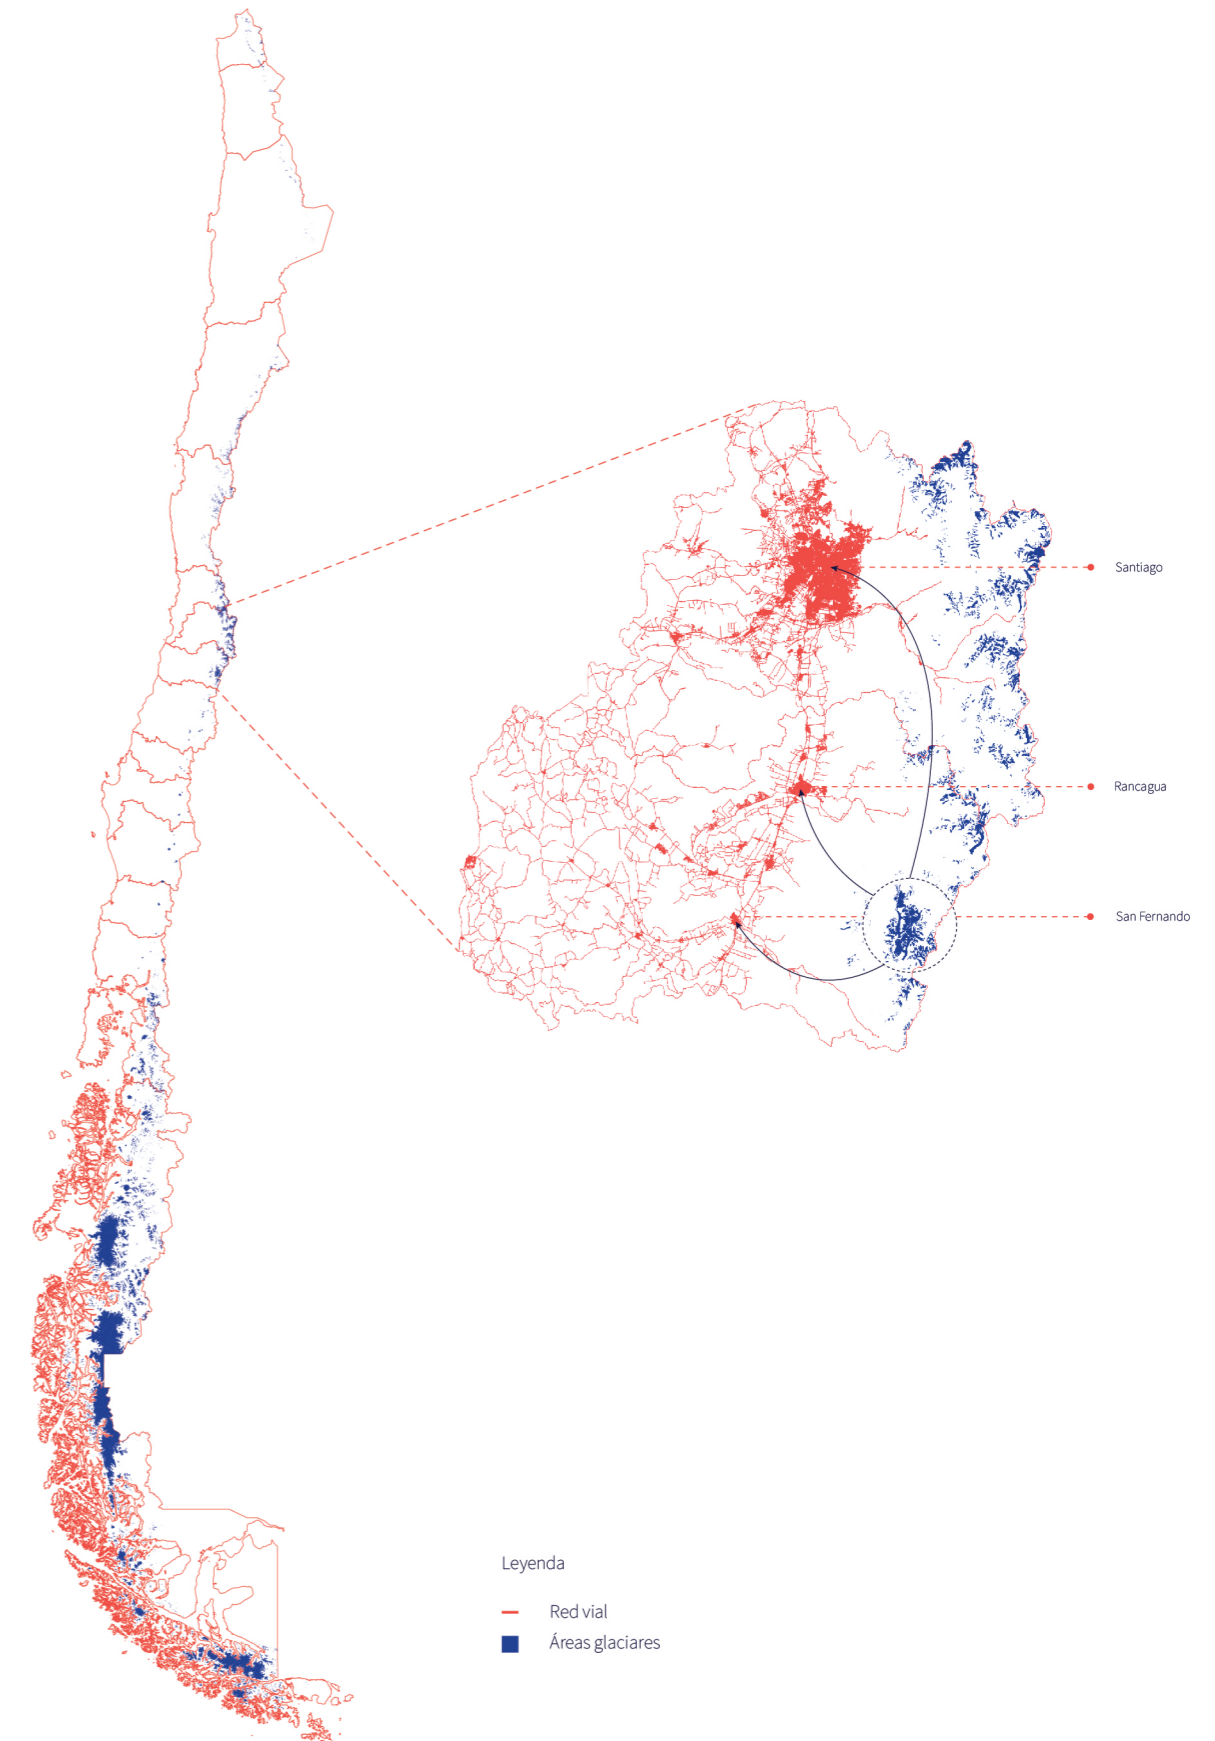 Santiago
Rancagua
San Fernando
Leyenda
Red vial
Áreas glaciares